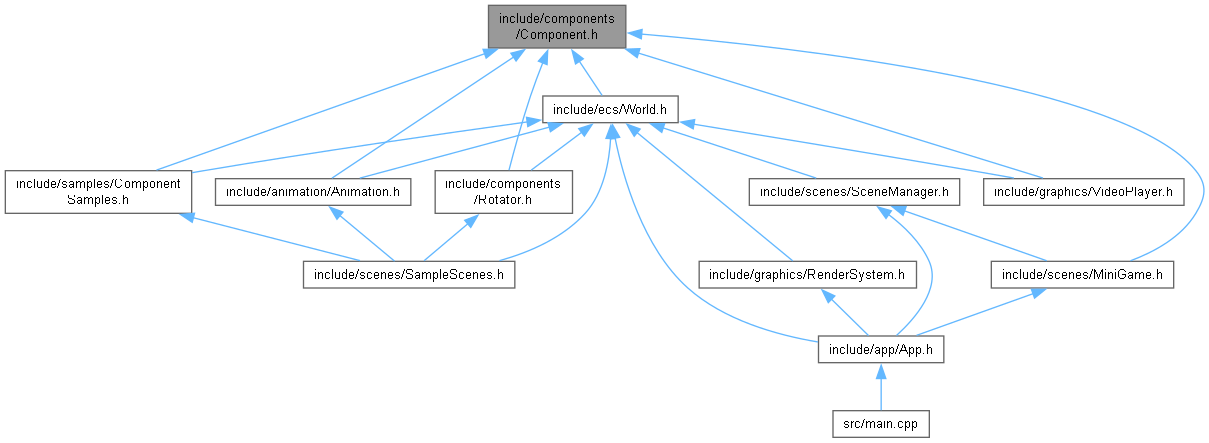 include/components
/Component.h
include/ecs/World.h
include/samples/Component
Samples.h
include/animation/Animation.h
include/components
/Rotator.h
include/scenes/SceneManager.h
include/graphics/VideoPlayer.h
include/scenes/SampleScenes.h
include/graphics/RenderSystem.h
include/scenes/MiniGame.h
include/app/App.h
src/main.cpp